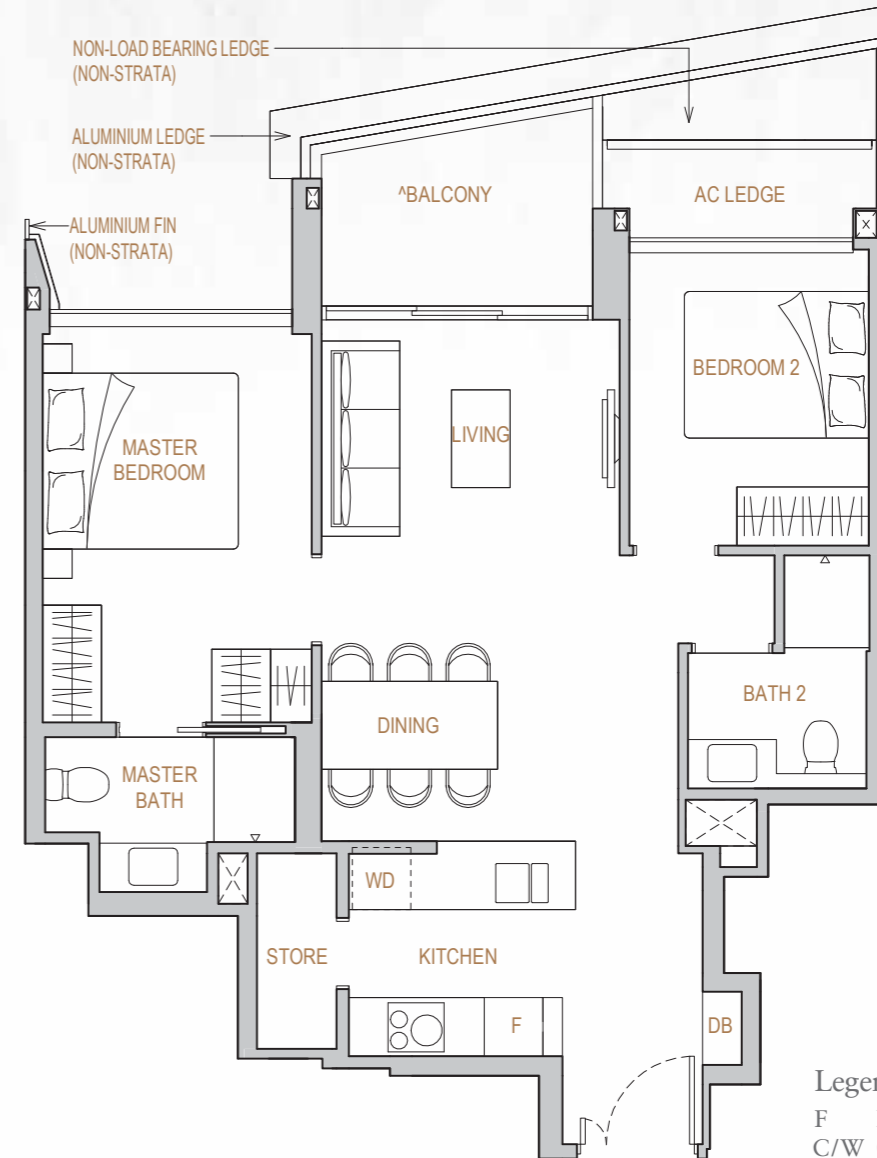 NON-LOAD BEARING LEDGE
(NON-STRATA)
ALUMINIUM LEDGE
(NON-STRATA)
^BALCONY
AC LEDGE
ALUMINIUM FIN
(NON-STRATA)
X
BEDROOM 2
MASTER
BEDROOM
LIVING
BATH 2
DINING
MASTER
BATH
WD
STORE
KITCHEN
F
DB
F
C/W